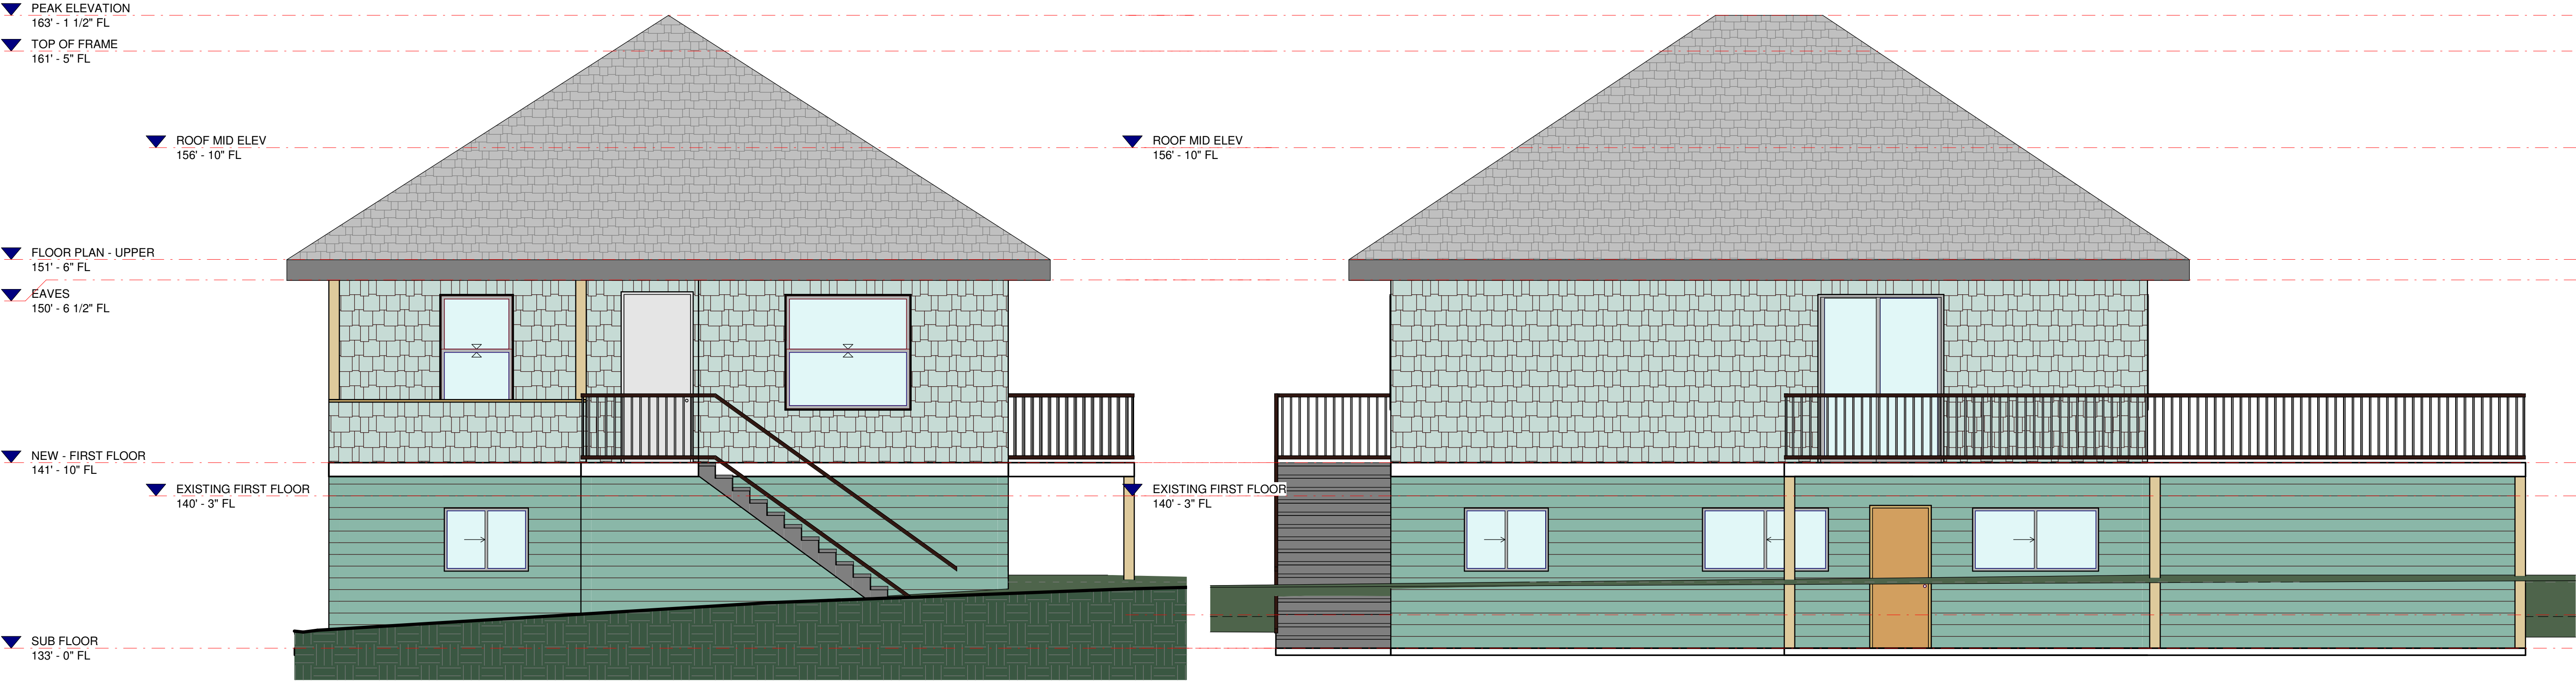 PEAK ELEVATION
163' - 1 1/2" FL
TOP OF FRAME
161' - 5" FL
ROOF MID ELEV
156' - 10" FL
ROOF MID ELEV
156' - 10" FL
FLOOR PLAN - UPPER
151' - 6" FL
EAVES
150' - 6 1/2" FL
NEW - FIRST FLOOR
141' - 10" FL
EXISTING FIRST FLOOR
140' - 3" FL
EXISTING FIRST FLOOR
140' - 3" FL
SUB FLOOR
133' - 0" FL